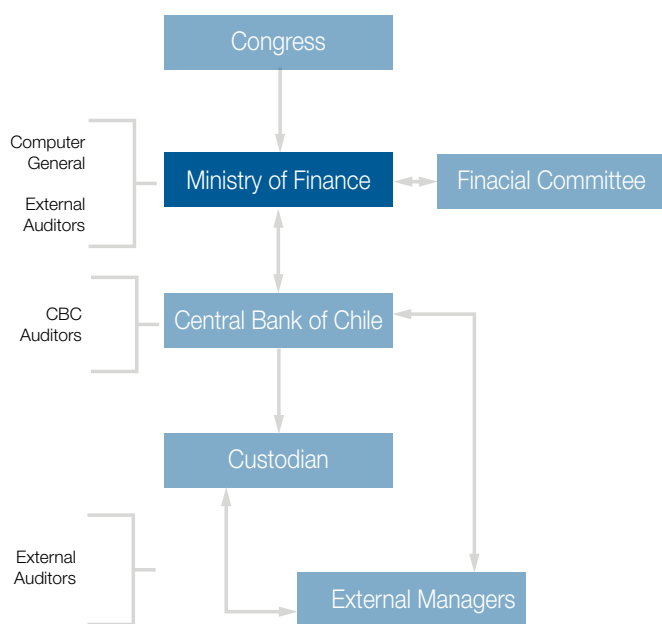 Congress
Computer
General
External
Auditors
Ministry of Finance
Finacial Committee
CBC
Auditors
Central Bank of Chile
Custodian
External
Auditors
External Managers